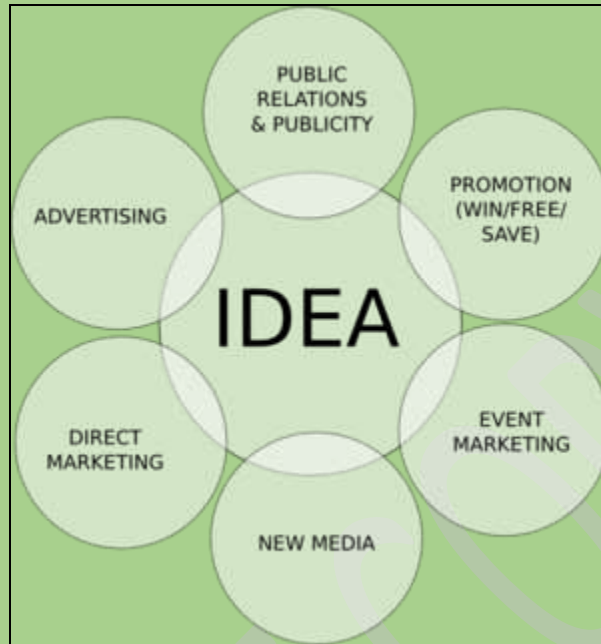 PUBLIC
RELATIONS
& PUBLICITY
PROMOTION
(WIN/FREE/
SAVE)
ADVERTISING
IDEA
EVENT
MARKETING
DIRECT
MARKETING
NEW MEDIA